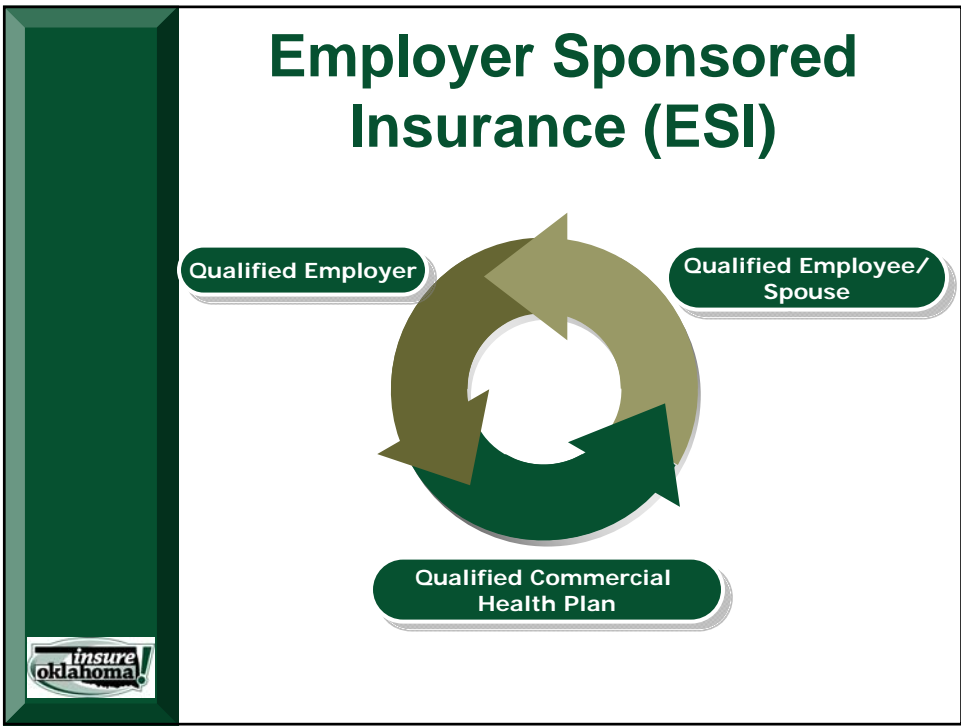 Employer Sponsored
Insurance (ESI)
Qualified Employer
Qualified Employee/
Spouse
Qualified Commercial
Health Plan
insure
oklahoma!